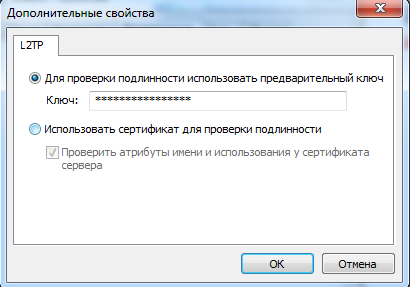 Дополнительные свойства
L2TP
Для проверки подлинности использовать предварительный ключ
Ключ: ****************
Использовать сертификат для проверки подлинности
Проверить атрибуты имени и использования у сертификата
сервера
ОК Отмена